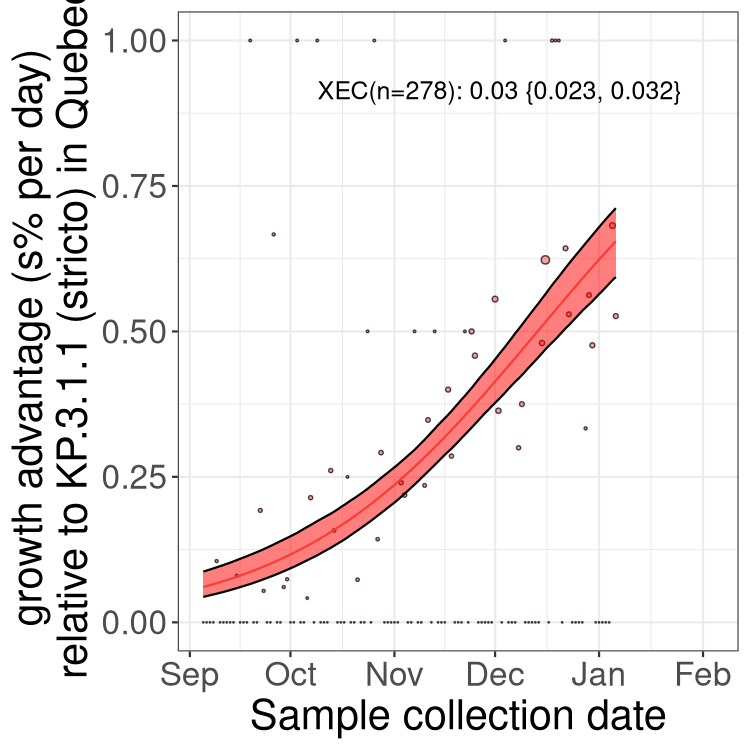 growth advantage (s% per day)
relative to KP.3.1.1 (stricto) in Quebec
1.00
XEC(n=278): 0.03 {0.023, 0.032}
0.75
0.50
0.25
0.00
Sep Oct Nov Dec Jan Feb
Sample collection date